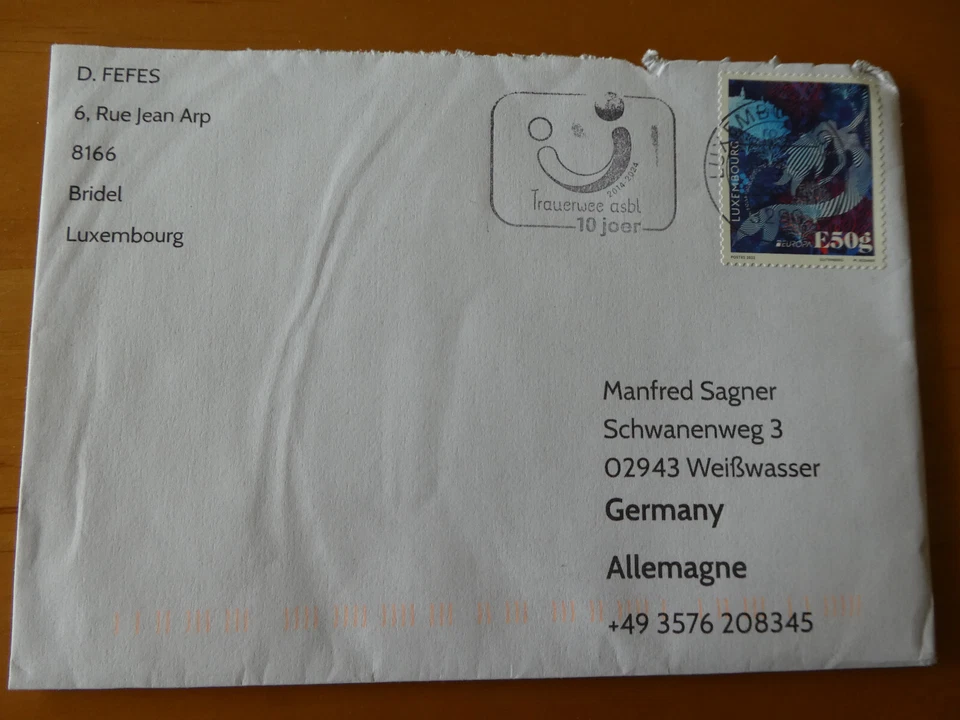 D. FEFES
6, Rue Jean Arp
8166
Bridel
Luxembourg
2014-2024
Trauerwee asbl
10 joer
LUXEMBOURG
EUROPA
E50g
Manfred Sagner
Schwanenweg 3
02943 Weißwasser
Germany
Allemagne
+49 3576 208345